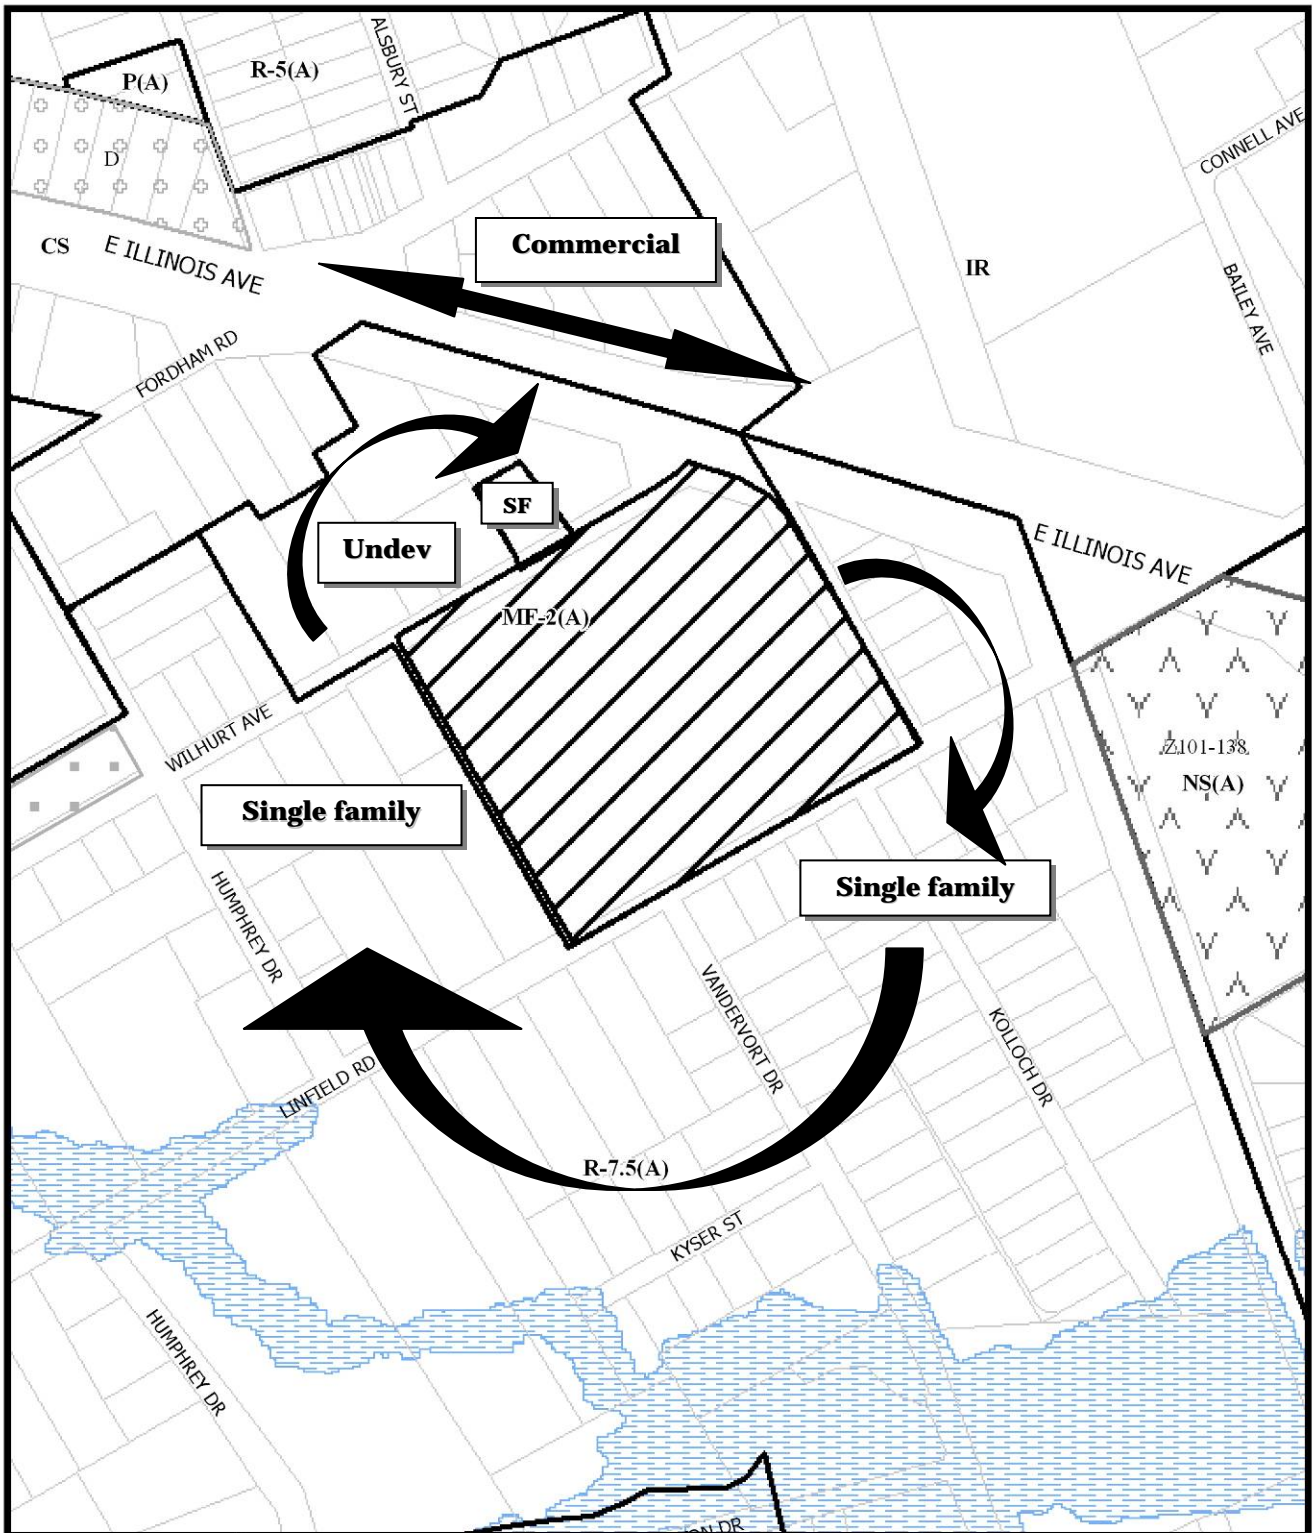 ALSBURY ST
P(A)
R-5(A)
D
CONNELL AVE
CS
E ILLINOIS AVE
Commercial
IR
BAILEY AVE
FORDHAM RD
SF
Undev
E ILLINOIS AVE
MF-2(A)
WILHURT AVE
Z101-138
NS(A)
Single family
Single family
HUMPHREY DR
VANDERVORT DR
KOLLOCH DR
LINFIELD RD
R-7.5(A)
KYSER ST
HUMPHREY DR
DR